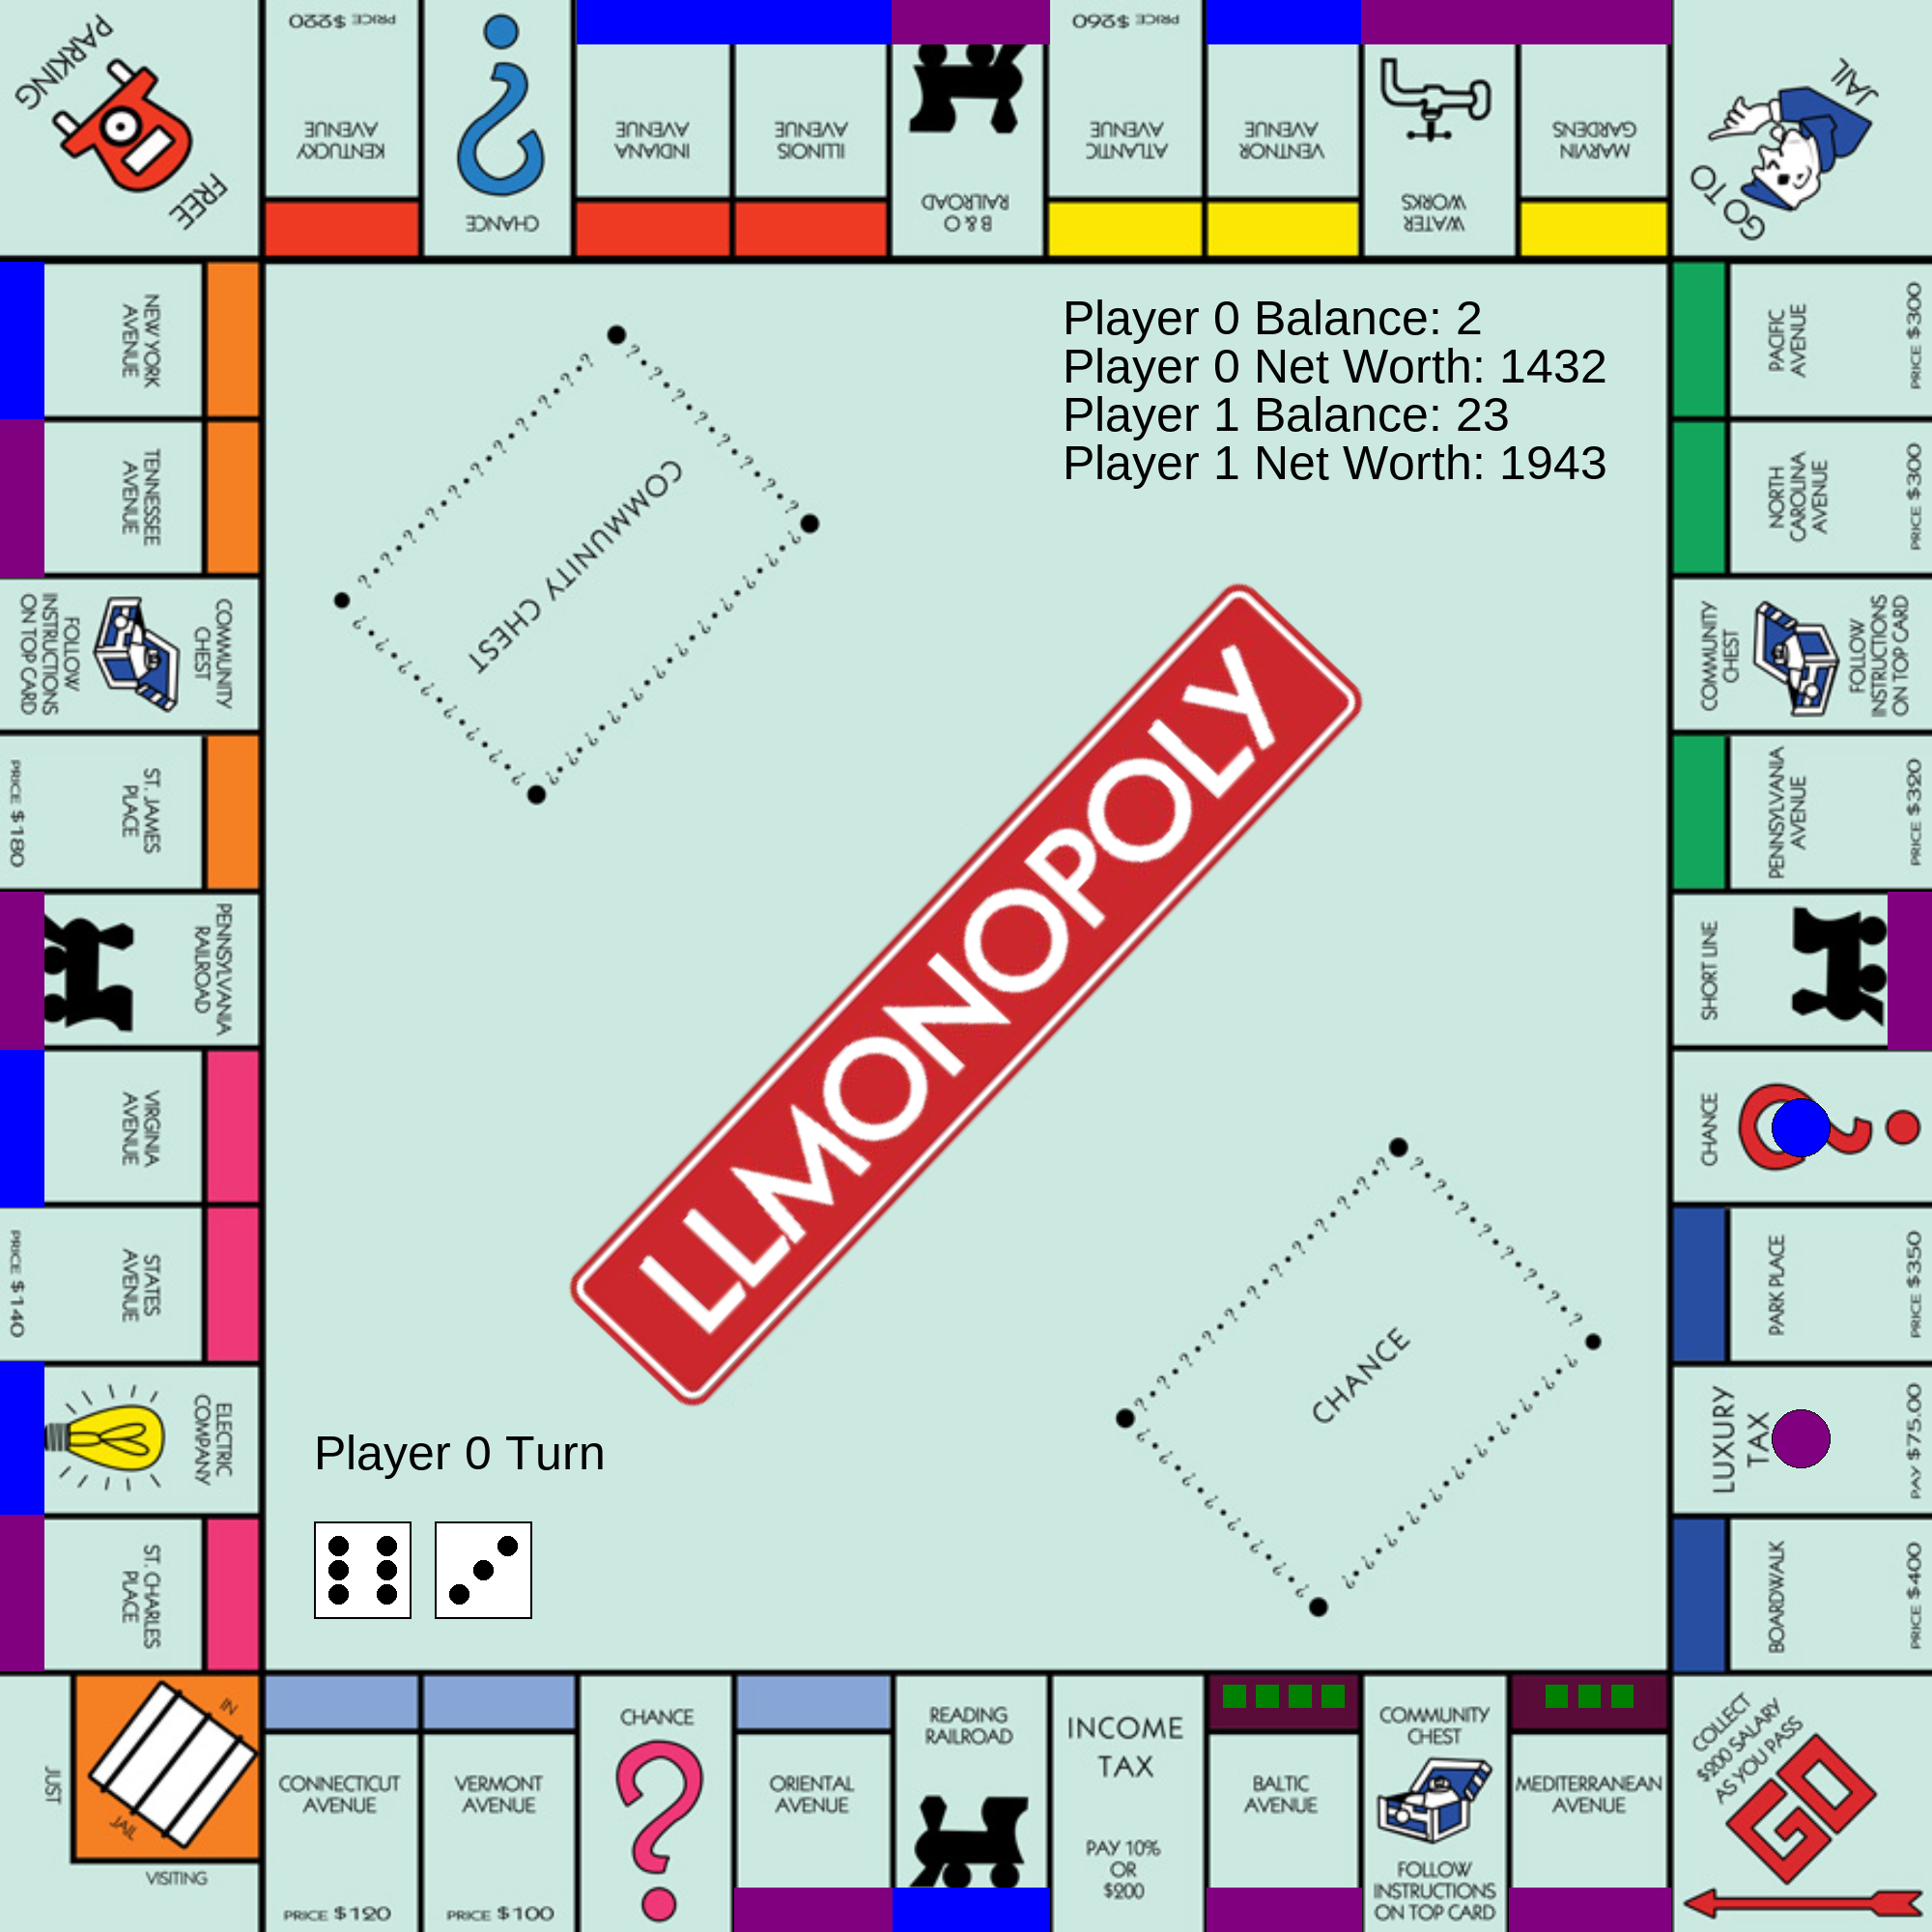 FREE
PARKING
PRICE $220
KENTUCKY
AVENUE
CHANCE
INDIANA
AVENUE
ILLINOIS
AVENUE
B & O
RAILROAD
PRICE $260
ATLANTIC
AVENUE
VENTNOR
AVENUE
WATER
WORKS
MARVIN
GARDENS
GO TO
JAIL
NEW YORK
AVENUE
TENNESSEE
AVENUE
COMMUNITY
CHEST
FOLLOW
INSTRUCTIONS
ON TOP CARD
ST. JAMES
PLACE
PRICE $180
PENNSYLVANIA
RAILROAD
VIRGINIA
AVENUE
STATES
AVENUE
PRICE $140
ELECTRIC
COMPANY
ST. CHARLES
PLACE
Player 0 Balance: 2
Player 0 Net Worth: 1432
Player 1 Balance: 23
Player 1 Net Worth: 1943
COMMUNITY CHEST
LLMONOPOLY
CHANCE
Player 0 Turn
PACIFIC
AVENUE
PRICE $300
NORTH
CAROLINA
AVENUE
PRICE $300
COMMUNITY
CHEST
FOLLOW
INSTRUCTIONS
ON TOP CARD
PENNSYLVANIA
AVENUE
PRICE $320
SHORT LINE
CHANCE
PARK PLACE
PRICE $350
LUXURY
TAX
PAY $75.00
BOARDWALK
PRICE $400
JUST
VISITING
IN
JAIL
CONNECTICUT
AVENUE
PRICE $120
VERMONT
AVENUE
PRICE $100
CHANCE
ORIENTAL
AVENUE
READING
RAILROAD
INCOME
TAX
PAY 10%
OR
$200
BALTIC
AVENUE
COMMUNITY
CHEST
FOLLOW
INSTRUCTIONS
ON TOP CARD
MEDITERRANEAN
AVENUE
COLLECT
$200 SALARY
AS YOU PASS
GO